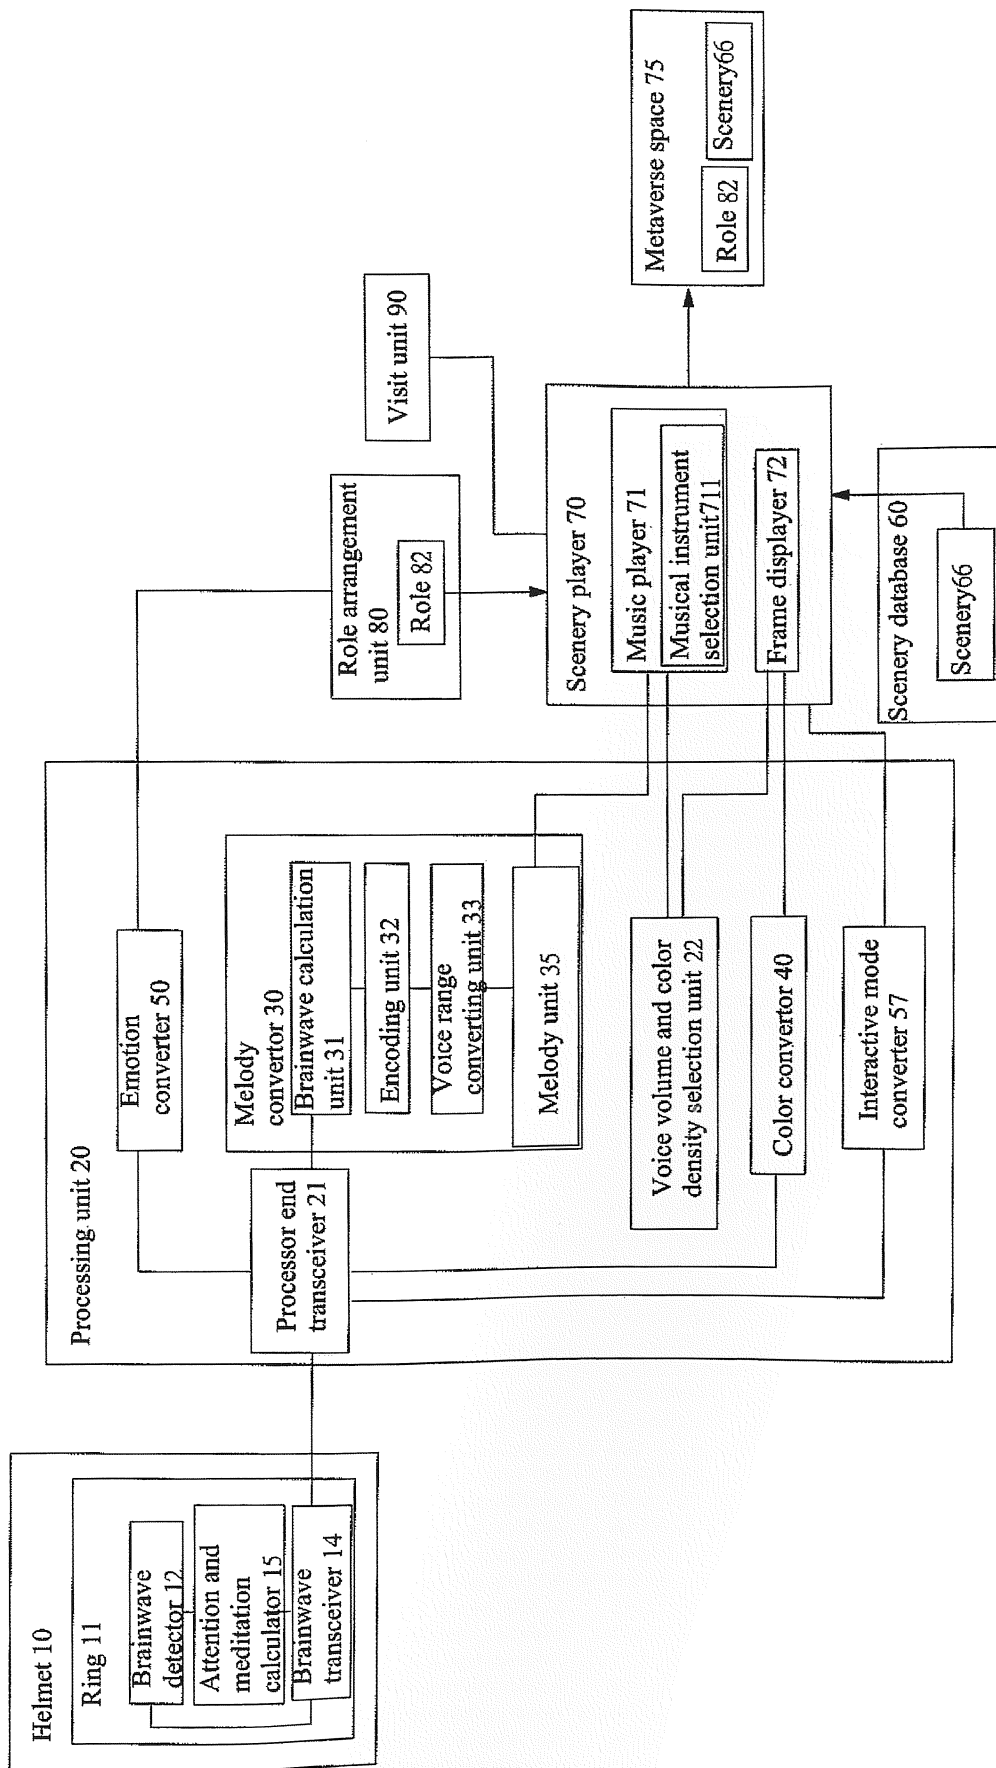 Helmet 10
Ring 11
Brainwave
detector 12
Attention and
meditation
calculator 15
Brainwave
transceiver 14
Processing unit 20
Emotion
converter 50
Processor end
transceiver 21
Melody
convertor 30
Brainwave calculation
unit 31
Encoding unit 32
Voice range
converting unit 33
Melody unit 35
Voice volume and color
density selection unit 22
Color convertor 40
Interactive mode
converter 57
Role arrangement
unit 80
Role 82
Visit unit 90
Scenery player 70
Music player 71
Musical instrument
selection unit711
Frame displayer 72
Scenery database 60
Scenery66
Metaverse space 75
Role 82
Scenery66